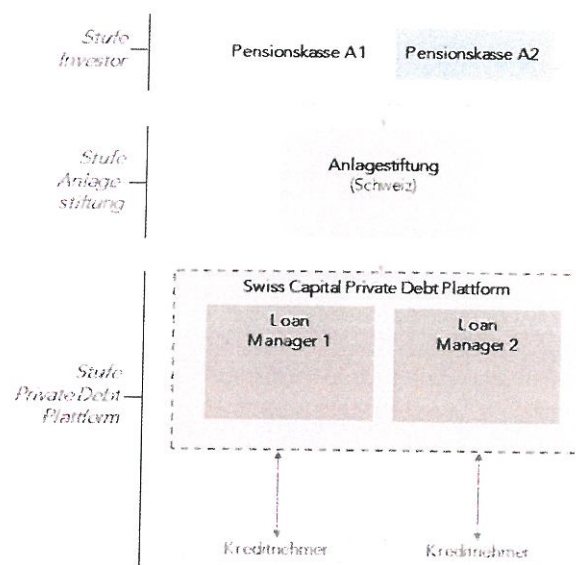 Stufe
Investor
Pensionskasse A1
Pensionskasse A2
Stufe
Anlage
stiftung
Anlagestiftung
(Schweiz)
Swiss Capital Private Debt Plattform
Loan
Manager 1
Loan
Manager 2
Stufe
Private Debt
Plattform
Kreditnehmer
Kreditnehmer